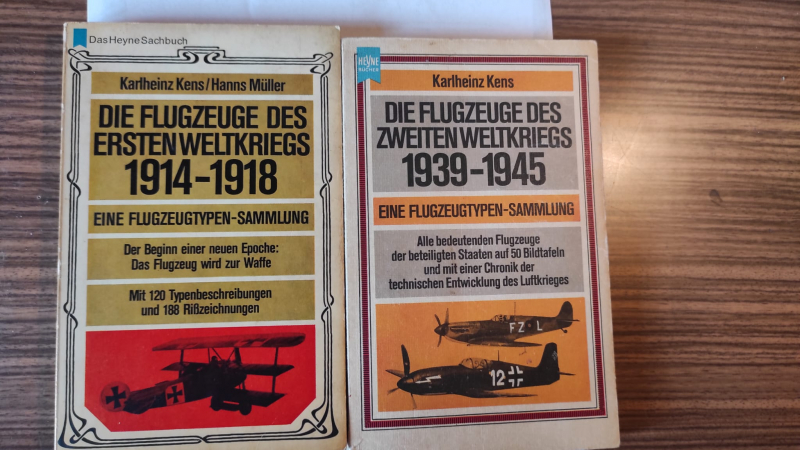 Das Heyne Sachbuch
Karlheinz Kens/Hanns Müller
DIE FLUGZEUGE DES
ERSTEN WELTKRIEGS
1914-1918
EINE FLUGZEUGTYPEN-SAMMLUNG
Der Beginn einer neuen Epoche:
Das Flugzeug wird zur Waffe
Mit 120 Typenbeschreibungen
und 188 Rißzeichnungen
HEYNE
BÜCHER
Karlheinz Kens
DIE FLUGZEUGE DES
ZWEITEN WELTKRIEGS
1939-1945
EINE FLUGZEUGTYPEN-SAMMLUNG
Alle bedeutenden Flugzeuge
der beteiligten Staaten auf 50 Bildtafeln
und mit einer Chronik der
technischen Entwicklung des Luftkrieges
FZ L
12